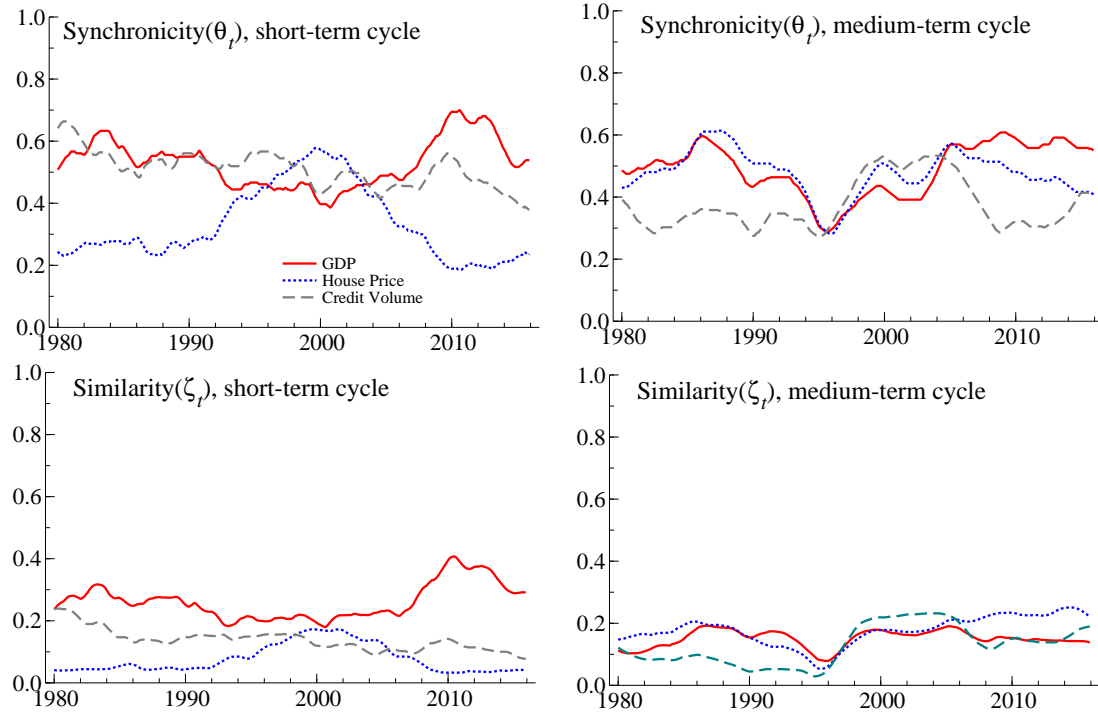 Synchronicity(θt), short-term cycle
1.0
0.8
0.6
0.4
0.2
0.0
1980 1990 2000 2010
GDP
House Price
Credit Volume
Synchronicity(θt), medium-term cycle
1.0
0.8
0.6
0.4
0.2
0.0
1980 1990 2000 2010
Similarity(ζt), short-term cycle
1.0
0.8
0.6
0.4
0.2
0.0
1980 1990 2000 2010
Similarity(ζt), medium-term cycle
1.0
0.8
0.6
0.4
0.2
0.0
1980 1990 2000 2010